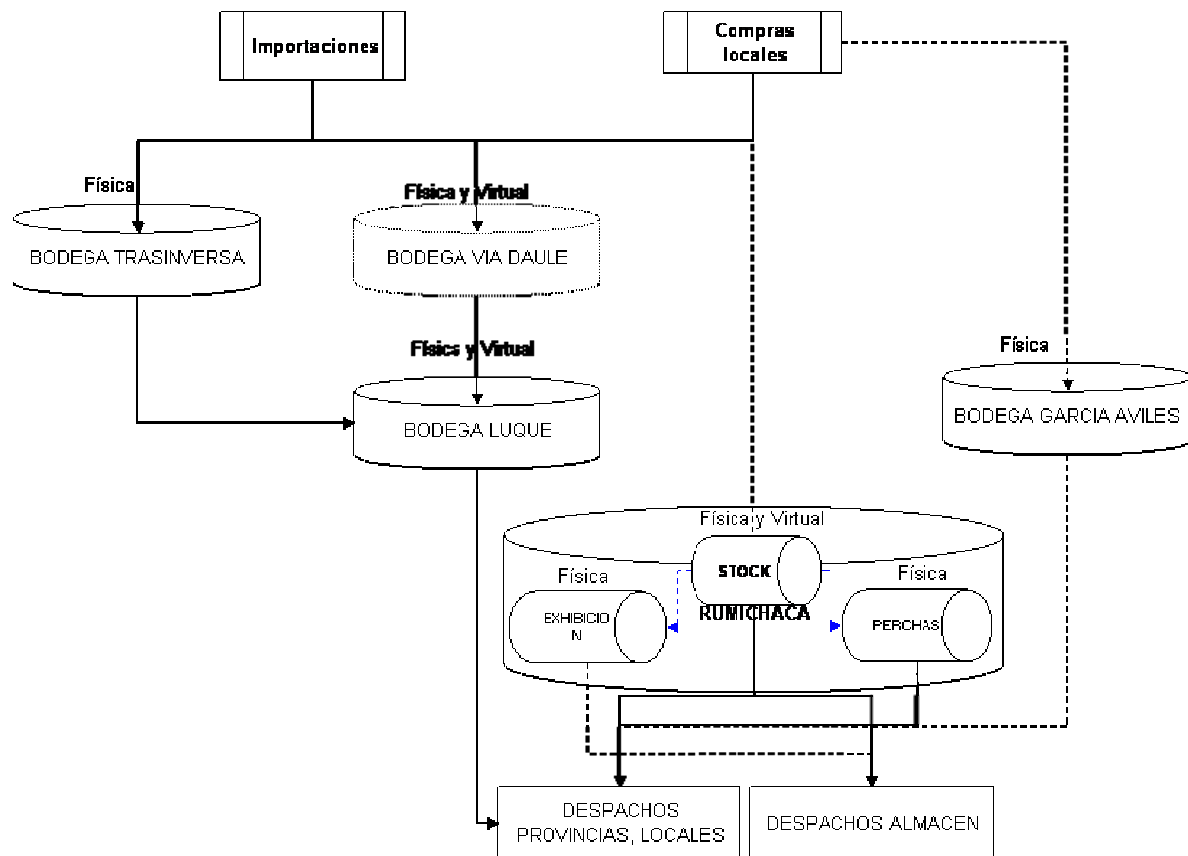 Importaciones
Compras
locales
Física
Física y Virtual
BODEGA TRASINVERSA
BODEGA VIA DAULE
Físics y Virtual
Física
BODEGA LUQUE
BODEGA GARCIA AVILES
Física y Virtual
STOCK
Física
Física
RUMICHACA
EXHIBICIO
N
PERCHAS
DESPACHOS
PROVINCIAS, LOCALES
DESPACHOS ALMACEN